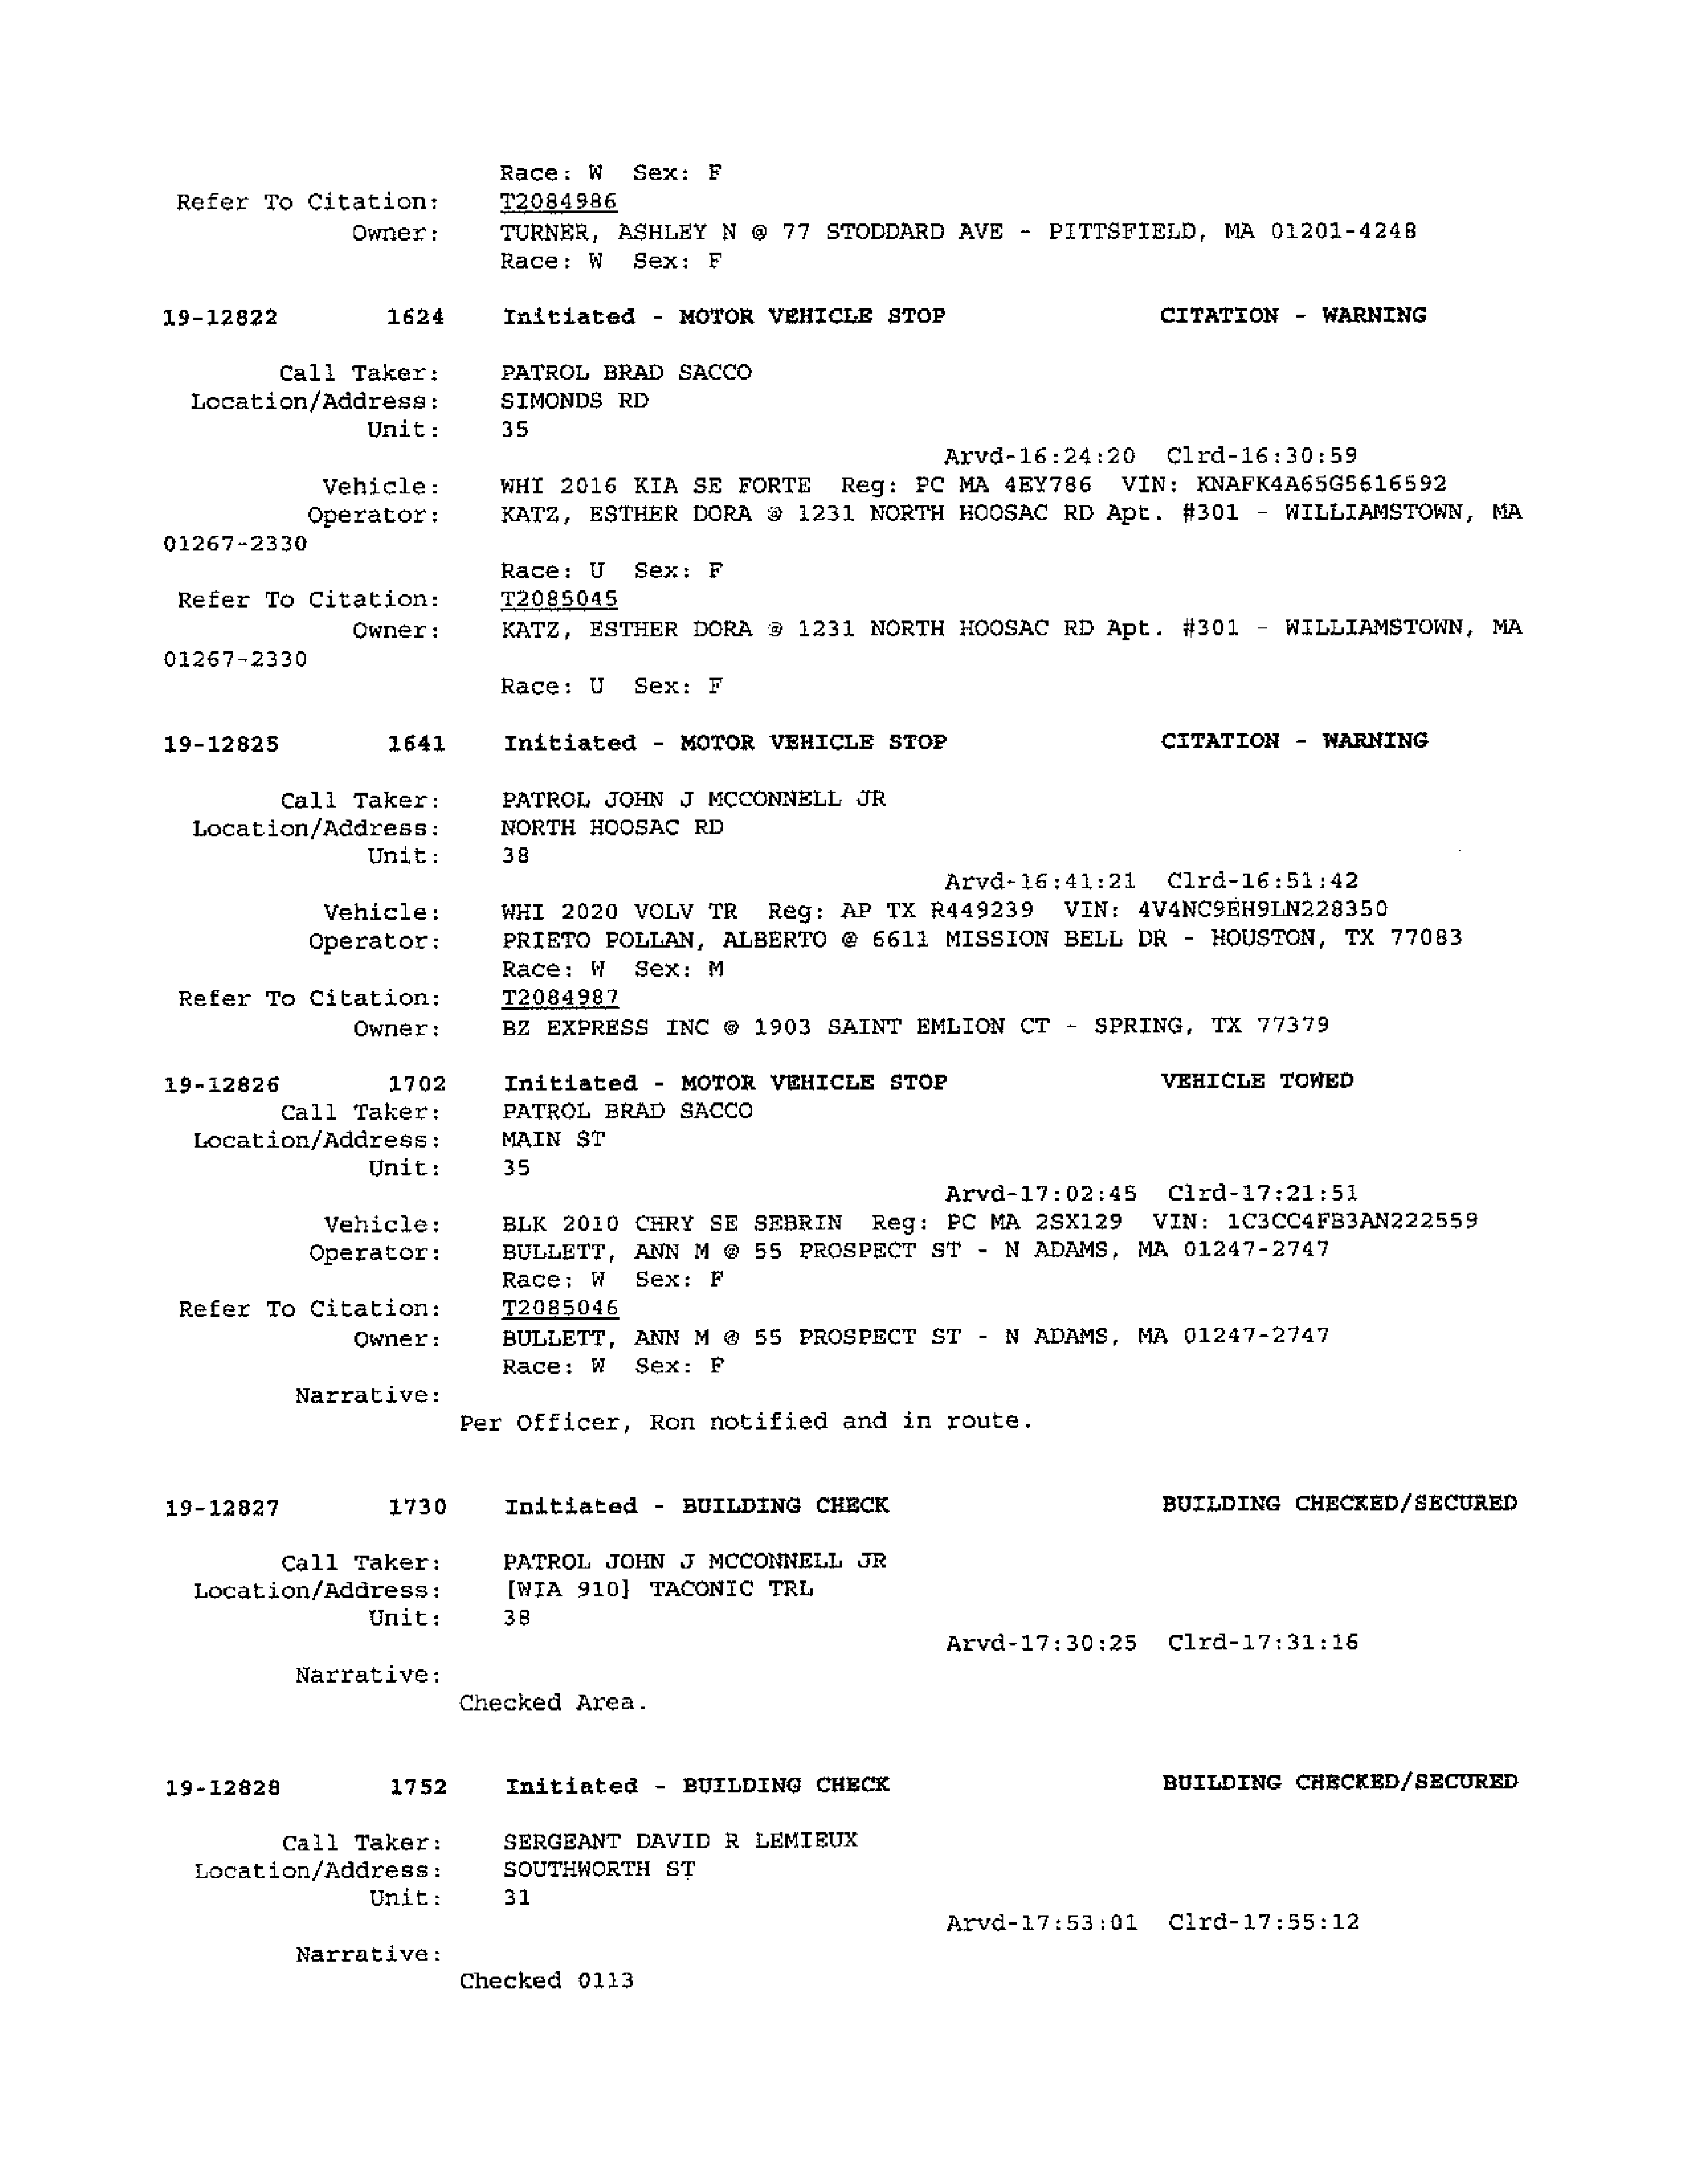 Race: W Sex: F
Refer To Citation: T2084986
Owner: TURNER, ASHLEY N @ 77 STODDARD AVE - PITTSFIELD, MA 01201-4248
Race: W Sex: F
19-12822 1624 Initiated - MOTOR VEHICLE STOP CITATION - WARNING
Call Taker: PATROL BRAD SACCO
Location/Address: SIMONDS RD
Unit: 35
Arvd-16:24:20 Clrd-16:30:59
Vehicle: WHI 2016 KIA SE FORTE Reg: PC MA 4EY786 VIN: KNAFK4A65G5616592
Operator: KATZ, ESTHER DORA @ 1231 NORTH HOOSAC RD Apt. #301 - WILLIAMSTOWN, MA
01267-2330
Race: U Sex: F
Refer To Citation: T2085045
Owner: KATZ, ESTHER DORA @ 1231 NORTH HOOSAC RD Apt. #301 - WILLIAMSTOWN, MA
01267-2330
Race: U Sex: F
19-12825 1641 Initiated - MOTOR VEHICLE STOP CITATION - WARNING
Call Taker: PATROL JOHN J MCCONNELL JR
Location/Address: NORTH HOOSAC RD
Unit: 38
Arvd-16:41:21 Clrd-16:51:42
Vehicle: WHI 2020 VOLV TR Reg: AP TX R449239 VIN: 4V4NC9EH9LN228350
Operator: PRIETO POLLAN, ALBERTO @ 6611 MISSION BELL DR - HOUSTON, TX 77083
Race: W Sex: M
Refer To Citation: T2084987
Owner: BZ EXPRESS INC @ 1903 SAINT EMLION CT - SPRING, TX 77379
19-12826 1702 Initiated - MOTOR VEHICLE STOP VEHICLE TOWED
Call Taker: PATROL BRAD SACCO
Location/Address: MAIN ST
Unit: 35
Arvd-17:02:45 Clrd-17:21:51
Vehicle: BLK 2010 CHRY SE SEBRIN Reg: PC MA 2SX129 VIN: 1C3CC4FB3AN222559
Operator: BULLETT, ANN M @ 55 PROSPECT ST - N ADAMS, MA 01247-2747
Race: W Sex: F
Refer To Citation: T2085046
Owner: BULLETT, ANN M @ 55 PROSPECT ST - N ADAMS, MA 01247-2747
Race: W Sex: F
Narrative:
Per Officer, Ron notified and in route.
19-12827 1730 Initiated - BUILDING CHECK BUILDING CHECKED/SECURED
Call Taker: PATROL JOHN J MCCONNELL JR
Location/Address: [WIA 910] TACONIC TRL
Unit: 38
Arvd-17:30:25 Clrd-17:31:16
Narrative:
Checked Area.
19-12828 1752 Initiated - BUILDING CHECK BUILDING CHECKED/SECURED
Call Taker: SERGEANT DAVID R LEMIEUX
Location/Address: SOUTHWORTH ST
Unit: 31
Arvd-17:53:01 Clrd-17:55:12
Narrative:
Checked 0113